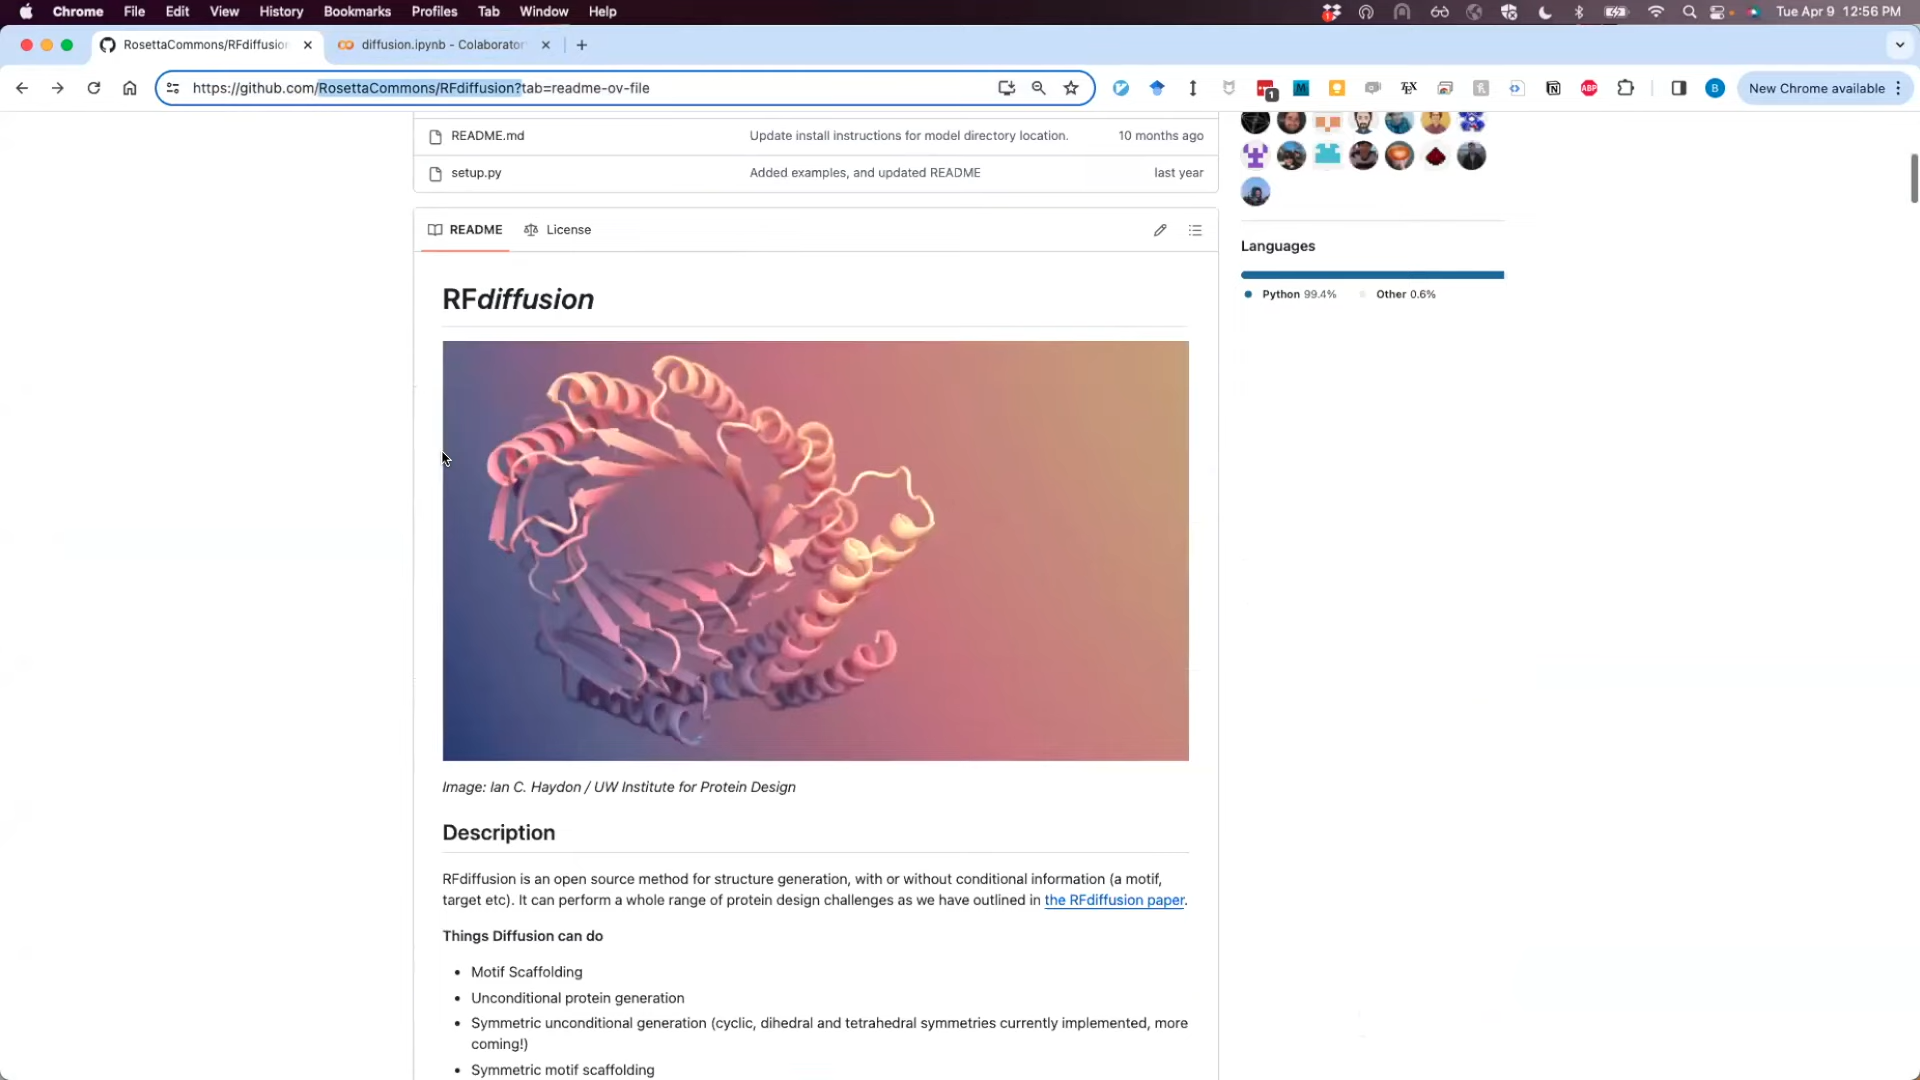 Chrome File Edit View History Bookmarks Profiles Tab Window Help Tue Apr 9 12:56 PM
RosettaCommons/RFdiffusion diffusion.ipynb - Colaborator
https://github.com/RosettaCommons/RFdiffusion?tab=readme-ov-file 1 M TEX ABP B New Chrome available
README.md Update install instructions for model directory location. 10 months ago
setup.py Added examples, and updated README last year
README License
Languages
Python 99.4% Other 0.6%
RFdiffusion
Image: Ian C. Haydon / UW Institute for Protein Design
Description
RFdiffusion is an open source method for structure generation, with or without conditional information (a motif,
target etc). It can perform a whole range of protein design challenges as we have outlined in the RFdiffusion paper.
Things Diffusion can do
• Motif Scaffolding
• Unconditional protein generation
• Symmetric unconditional generation (cyclic, dihedral and tetrahedral symmetries currently implemented, more
coming!)
• Symmetric motif scaffolding